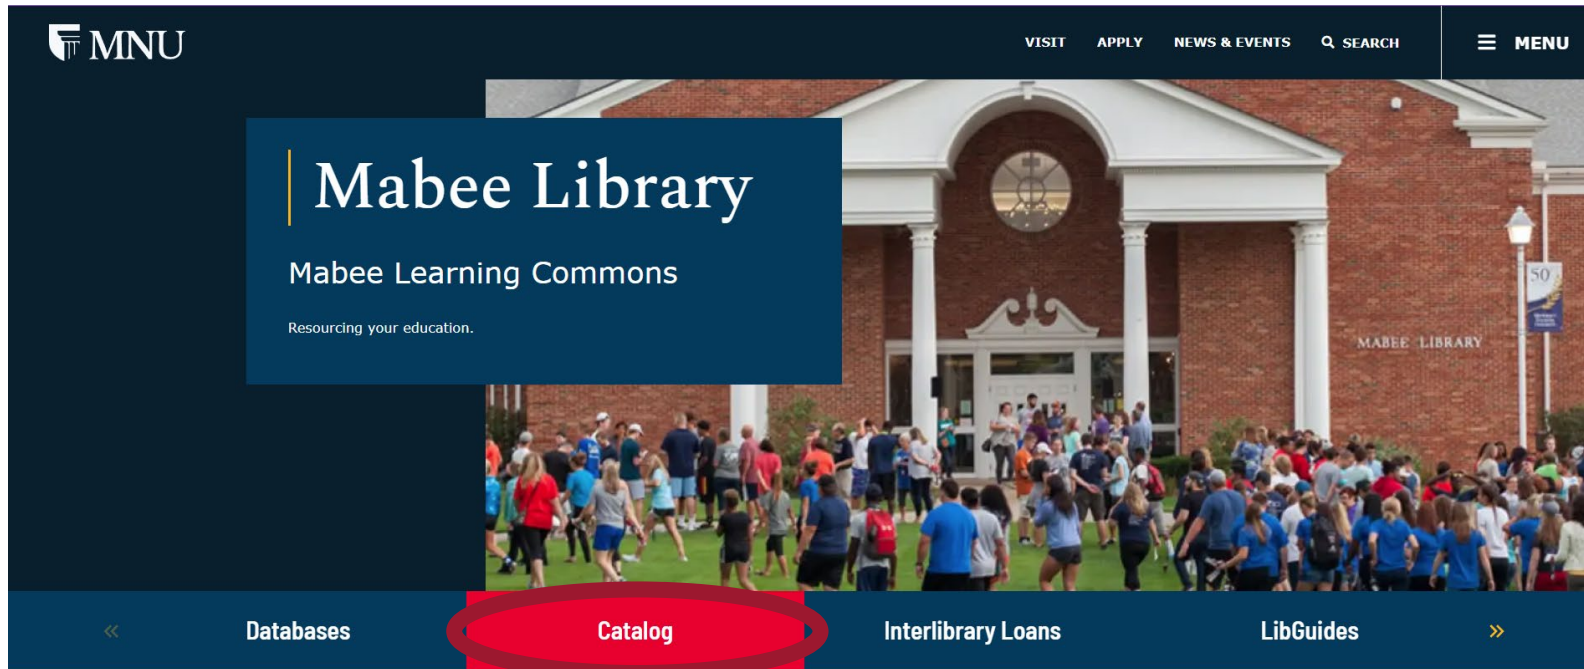 MNU
VISIT APPLY NEWS & EVENTS SEARCH MENU
Mabee Library
Mabee Learning Commons
Resourcing your education.
50
MABEE LIBRARY
Databases Catalog Interlibrary Loans LibGuides